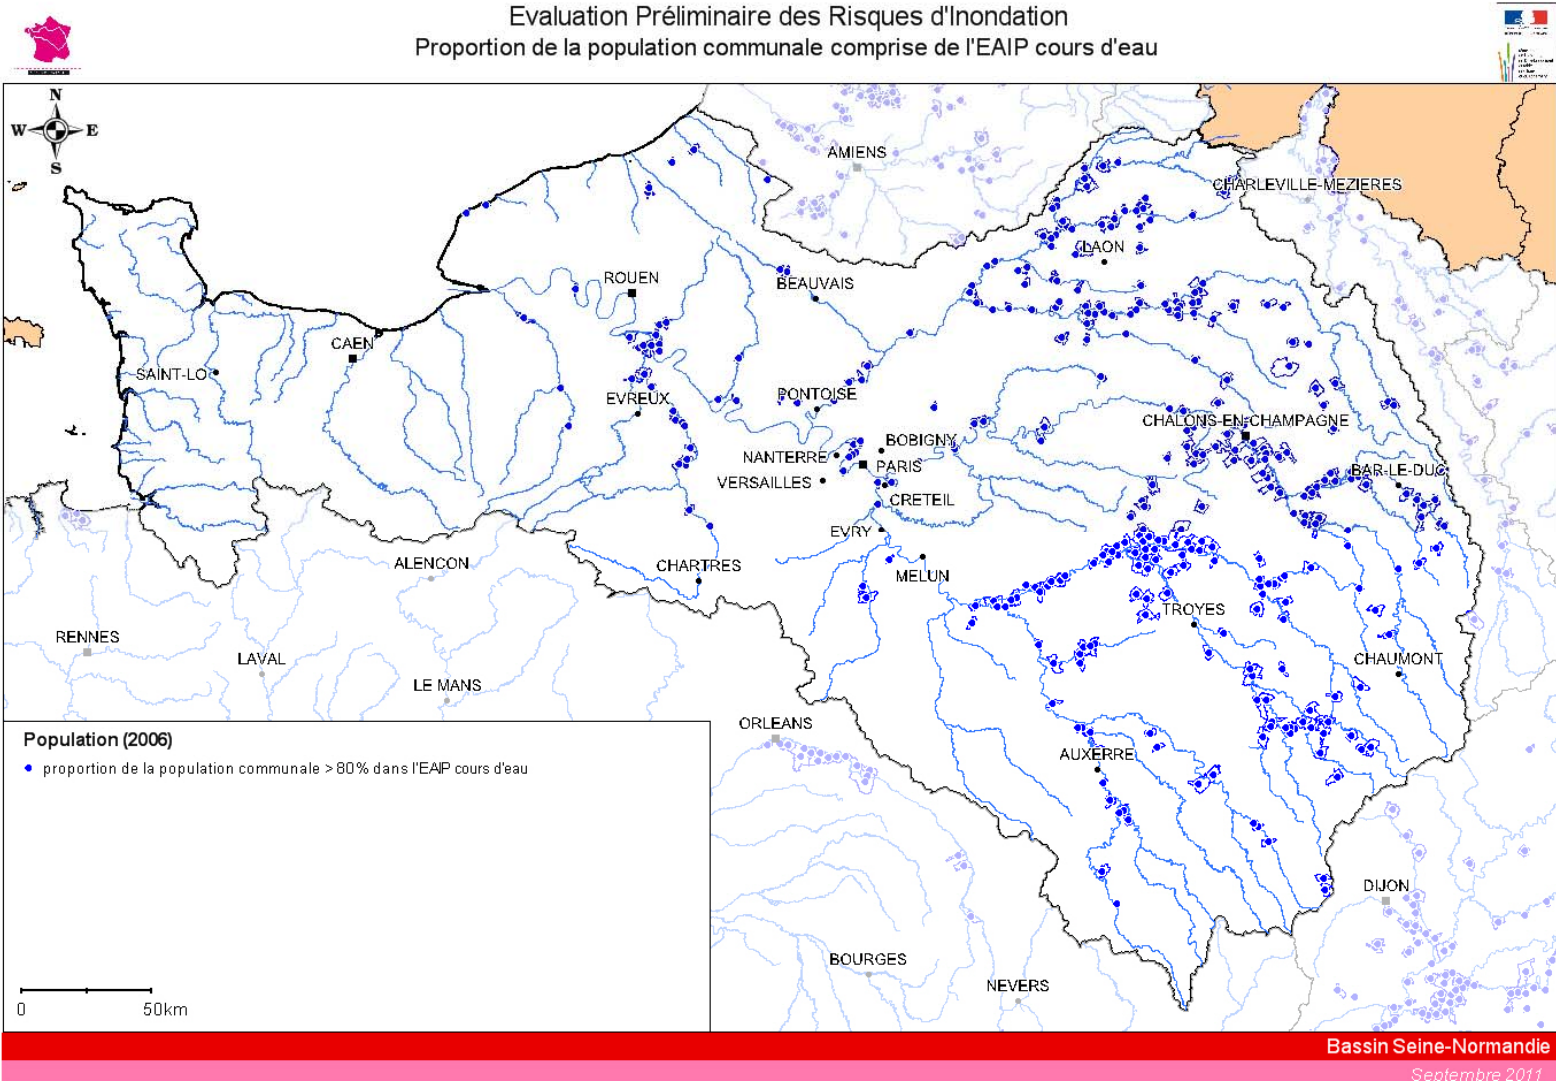 Evaluation Préliminaire des Risques d'Inondation
Proportion de la population communale comprise de l'EAIP cours d'eau
N
W E
S
AMIENS
CHARLEVILLE-MEZIERES
LAON
ROUEN
BEAUVAIS
CAEN
SAINT-LO
EVREUX
PONTOISE
CHALONS-EN-CHAMPAGNE
BOBIGNY
NANTERRE
PARIS
BAR-LE-DUC
VERSAILLES
CRETEIL
EVRY
ALENCON
CHARTRES
MELUN
TROYES
RENNES
LAVAL
CHAUMONT
LE MANS
ORLEANS
AUXERRE
DIJON
BOURGES
NEVERS
Population (2006)
proportion de la population communale > 80% dans l'EAIP cours d'eau
0 50km
Bassin Seine-Normandie
Septembre 2011